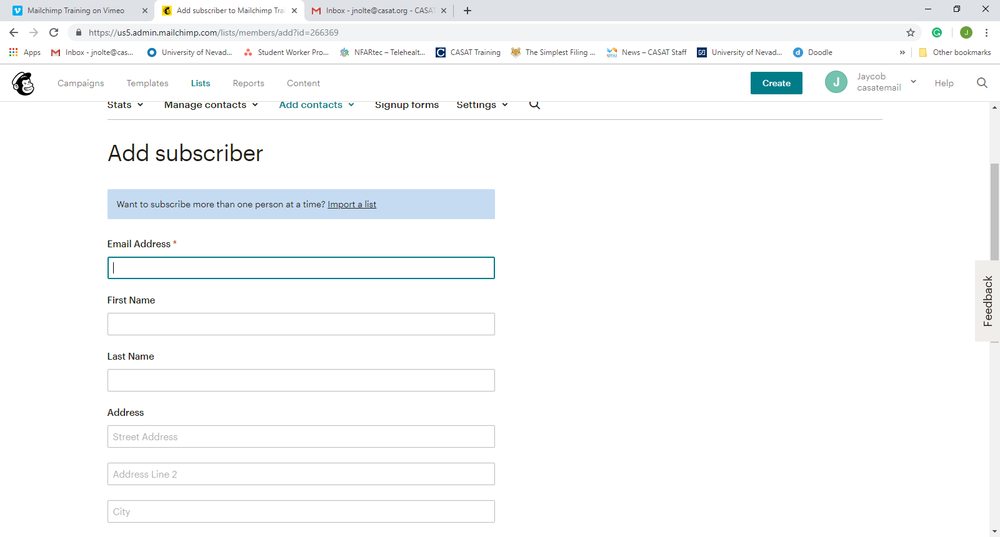 Mailchimp Training on Vimeo
Add subscriber to Mailchimp Trai
Inbox - jnolte@casat.org - CASAT
https://us5.admin.mailchimp.com/lists/members/add?id=266369
J
Apps
Inbox - jnolte@cas...
University of Nevad...
Student Worker Pro...
NFARtec – Telehealt...
CASAT Training
The Simplest Filing ...
News – CASAT Staff
University of Nevad...
Doodle
»
Other bookmarks
Campaigns
Templates
Lists
Reports
Content
Create
J
Jaycob
casatemail
Help
Stats
Manage contacts
Add contacts
Signup forms
Settings
Add subscriber
Want to subscribe more than one person at a time? Import a list
Email Address *
First Name
Last Name
Address
Street Address
Address Line 2
City
Feedback